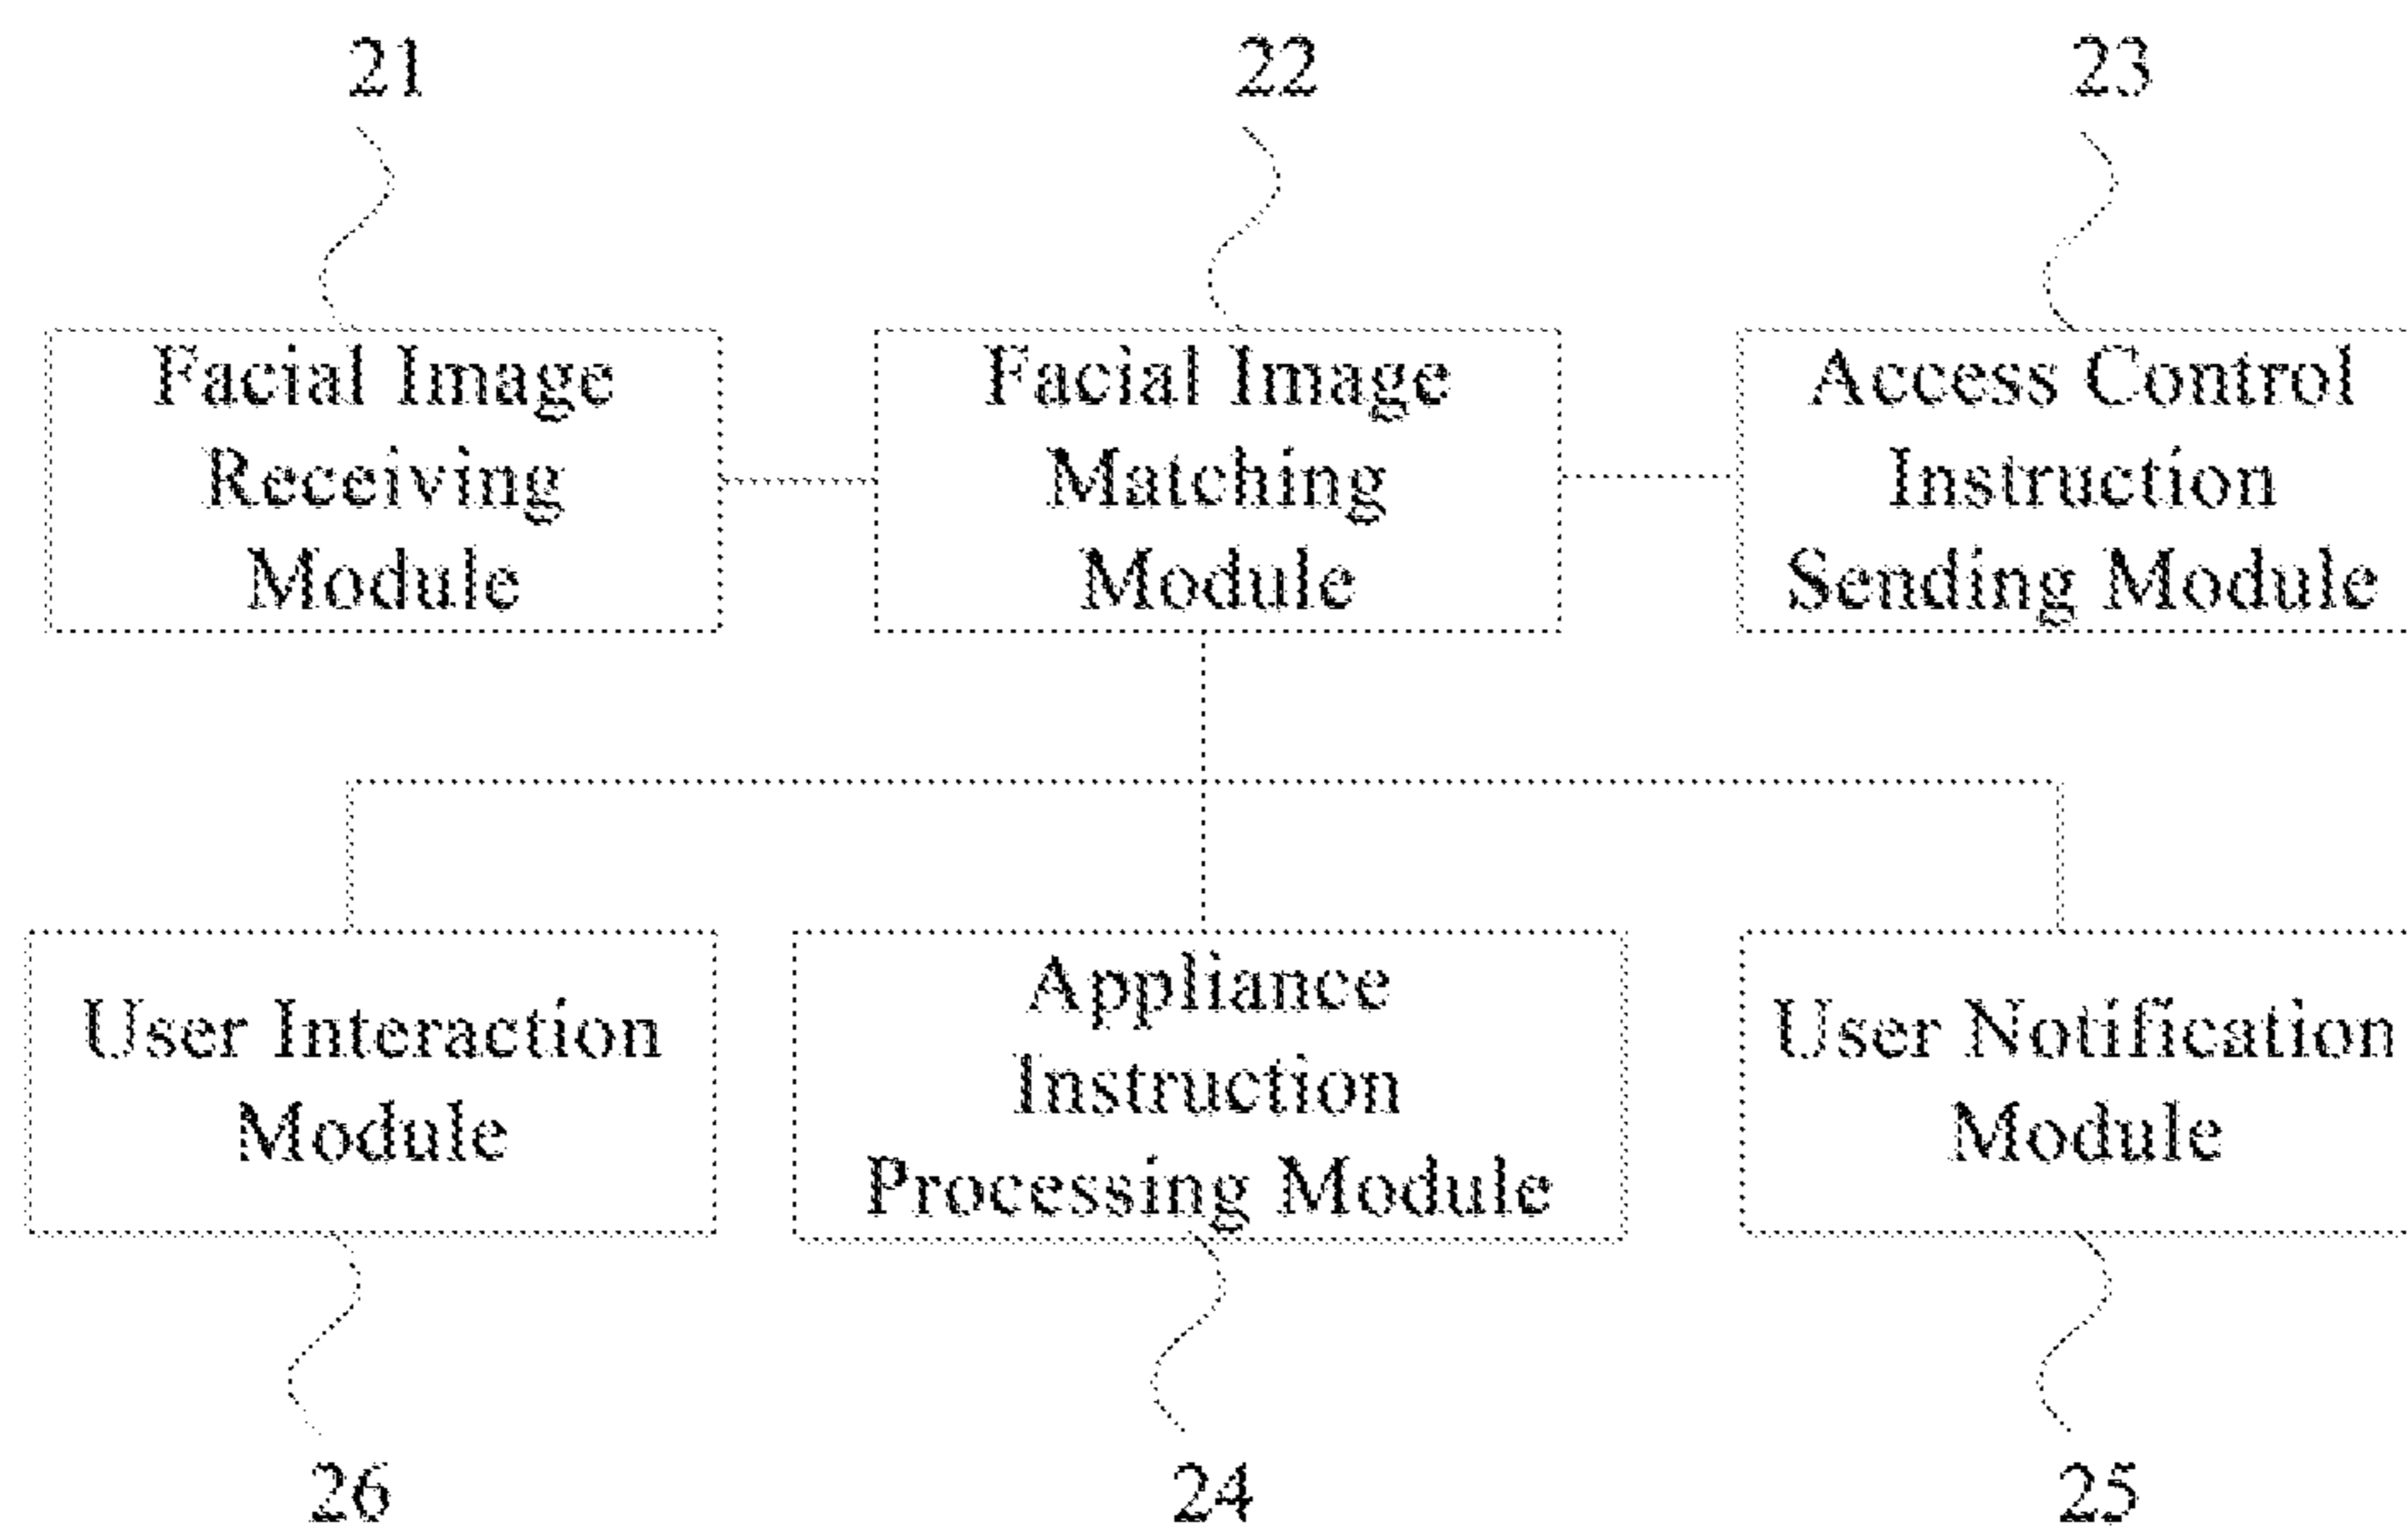 21
22
23
Facial Image
Receiving
Module
Facial Image
Matching
Module
Access Control
Instruction
Sending Module
User Interaction
Module
Appliance
Instruction
Processing Module
User Notification
Module
26
24
25